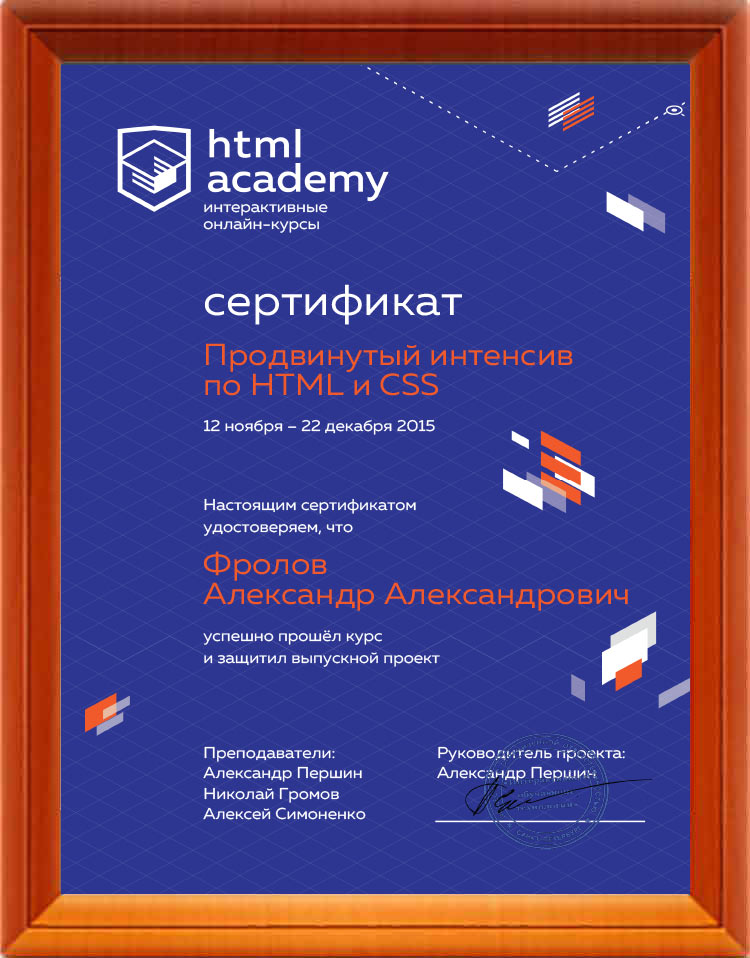 html
academy
интерактивные
онлайн-курсы
сертификат
Продвинутый интенсив
по HTML и CSS
12 ноября – 22 декабря 2015
Настоящим сертификатом
удостоверяем, что
Фролов
Александр Александрович
успешно прошёл курс
и защитил выпускной проект
Преподаватели:
Александр Першин
Николай Громов
Алексей Симоненко
Руководитель проекта:
Александр Першин